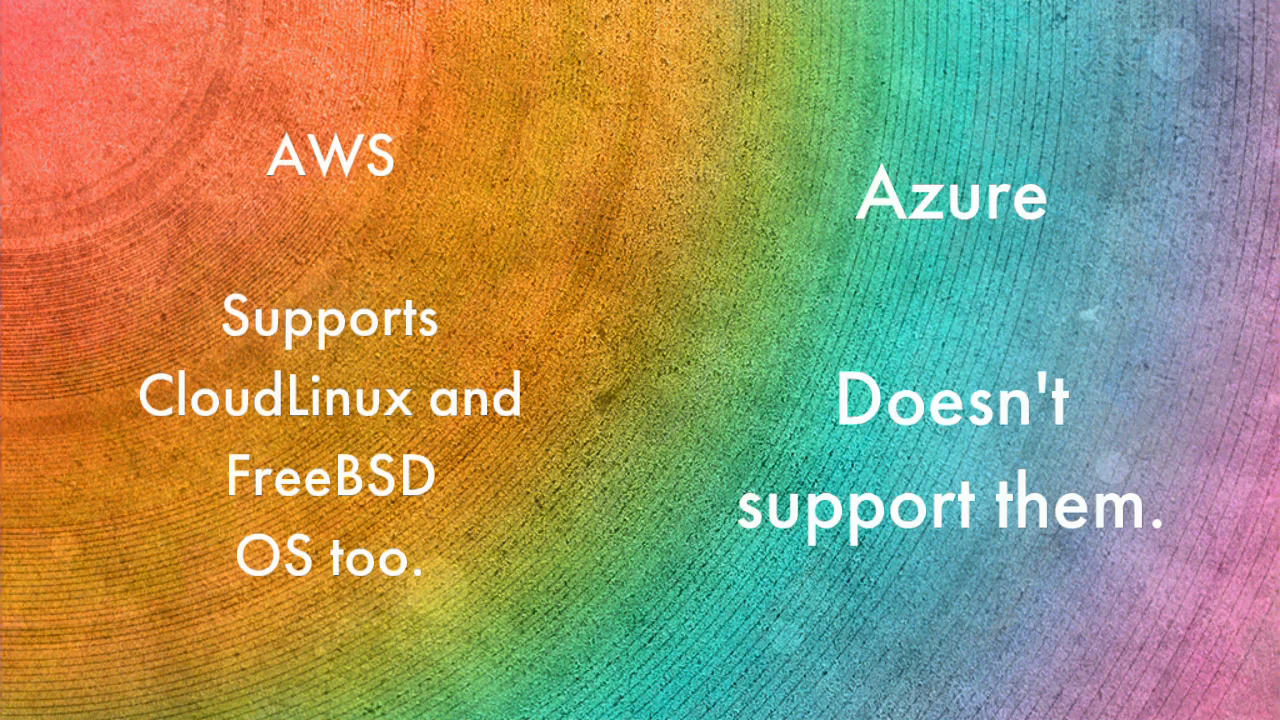 AWS
Supports
CloudLinux and
FreeBSD
OS too.
Azure
Doesn't
support them.